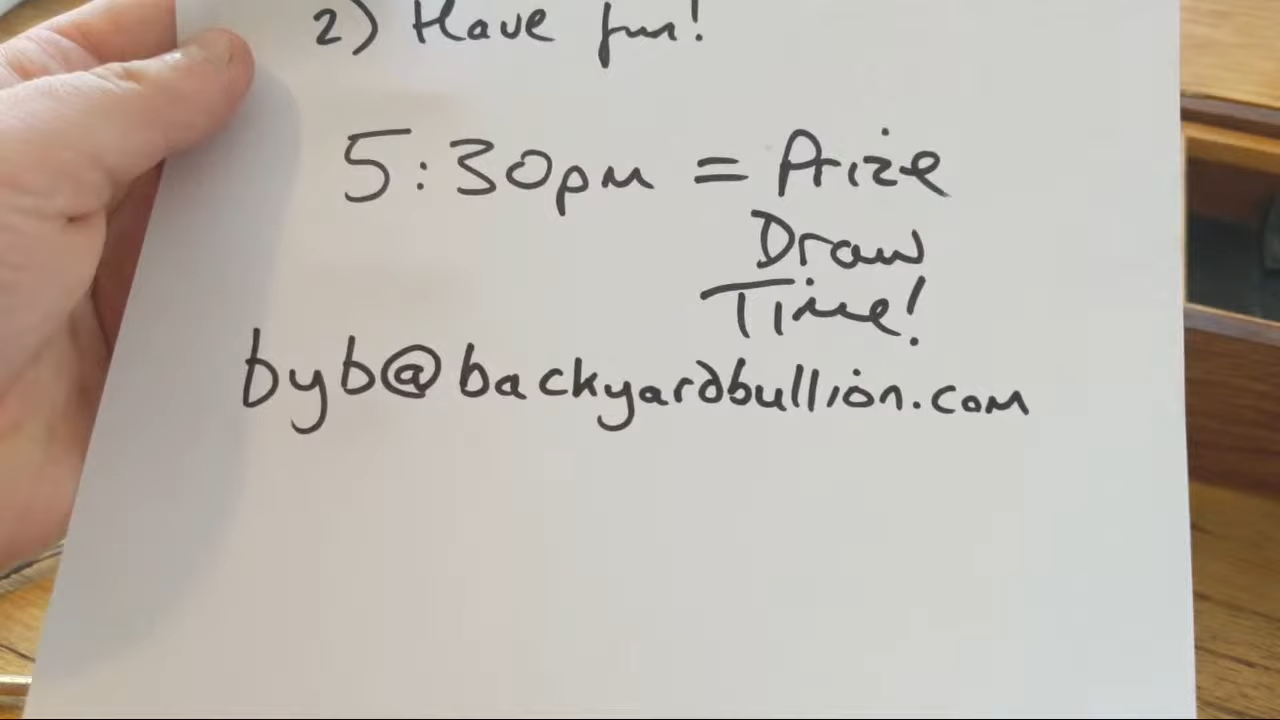 2) Have fun!
5:30pm = Prize
Draw
Time!
byb@backyardbullion.com